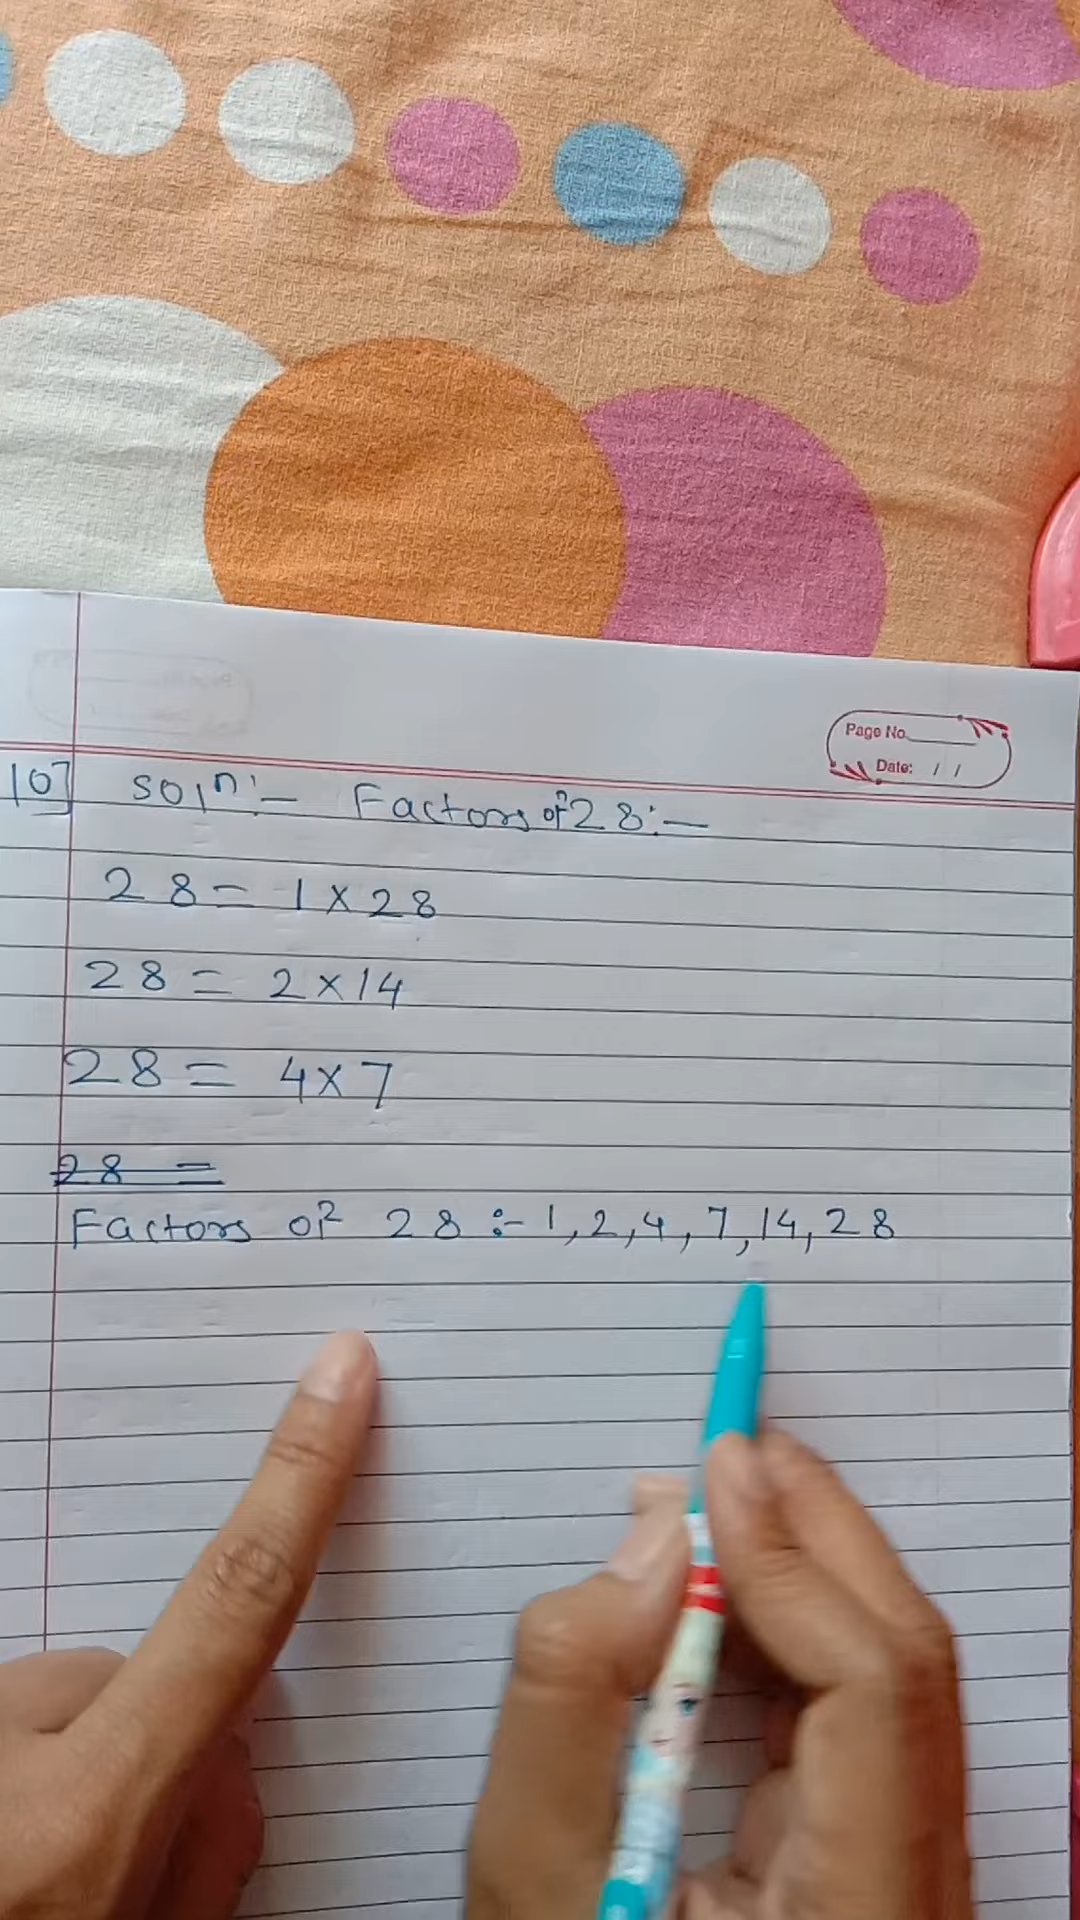 Page No.
Date: / /
10] Soln:- Factors of 28:-
28 = 1 x 28
28 = 2 x 14
28 = 4 x 7
28 =
Factors of 28 :- 1, 2, 4, 7, 14, 28